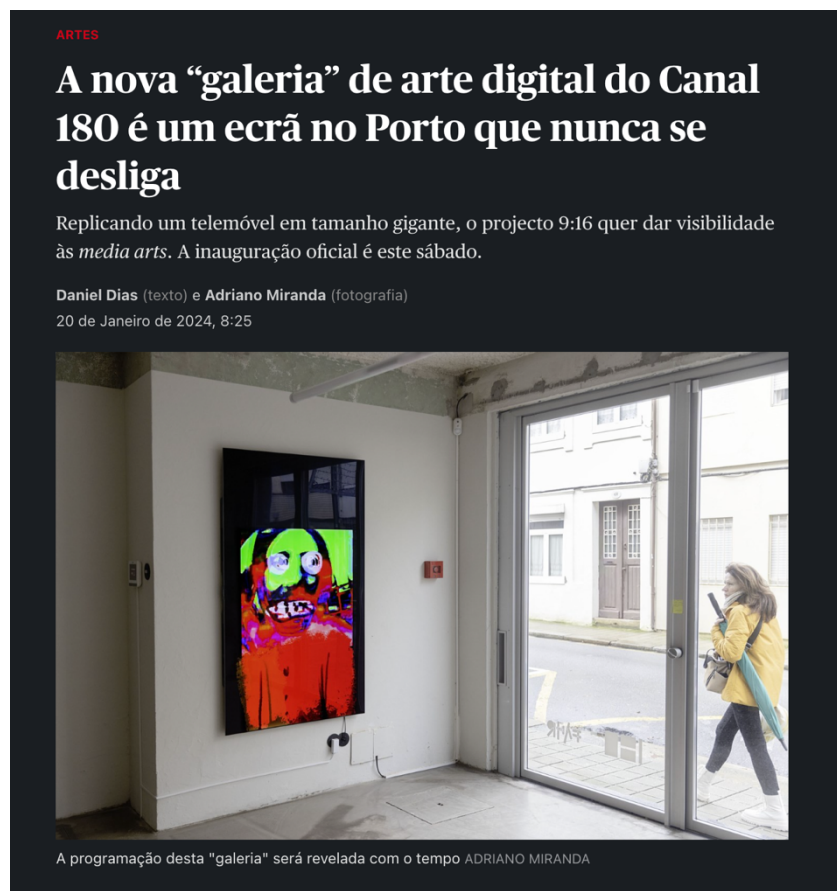 ARTES
A nova “galeria” de arte digital do Canal
180 é um ecrã no Porto que nunca se
desliga
Replicando um telemóvel em tamanho gigante, o projecto 9:16 quer dar visibilidade
às media arts. A inauguração oficial é este sábado.
Daniel Dias (texto) e Adriano Miranda (fotografia)
20 de Janeiro de 2024, 8:25
A programação desta "galeria" será revelada com o tempo ADRIANO MIRANDA